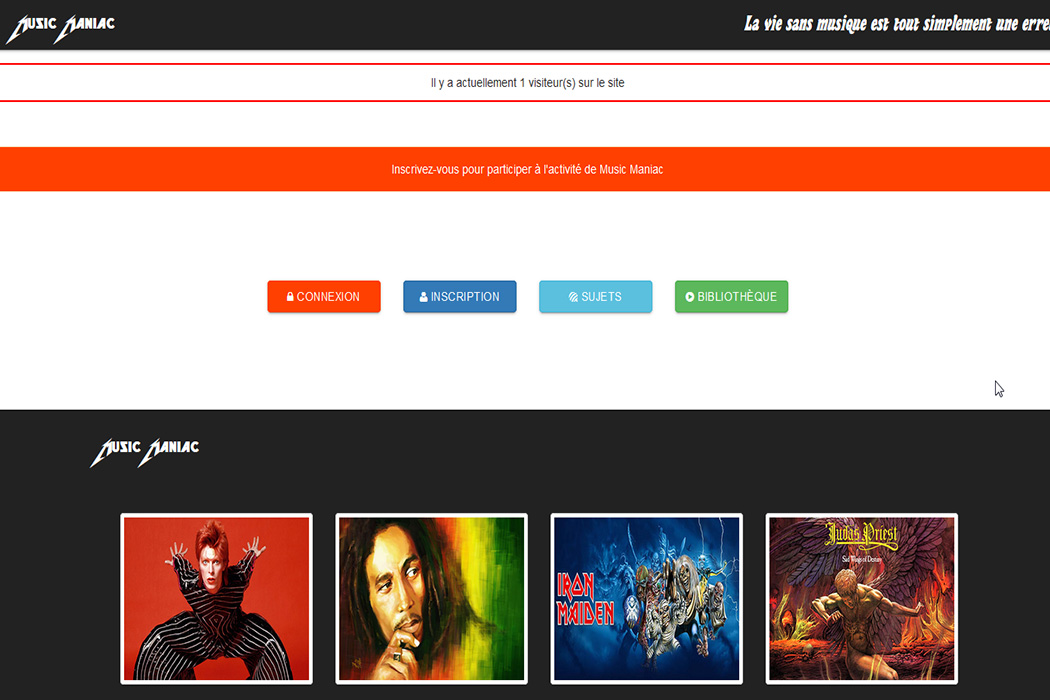 Music Maniac
La vie sans musique est tout simplement une erre
Il y a actuellement 1 visiteur(s) sur le site
Inscrivez-vous pour participer à l'activité de Music Maniac
CONNEXION
INSCRIPTION
SUJETS
BIBLIOTHÈQUE
Music Maniac
IRON
MAIDEN
Judas Priest
Sad Wings of Destiny